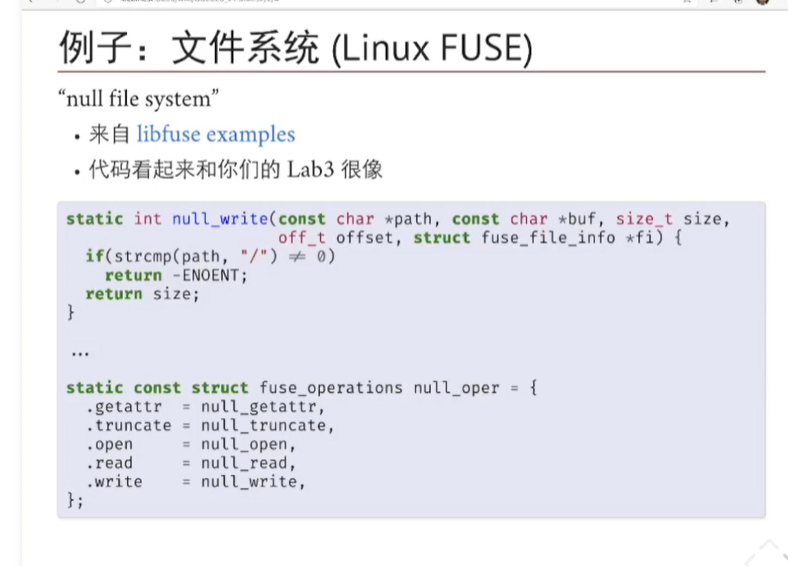 例子：文件系统 (Linux FUSE)
“null file system”
• 来自 libfuse examples
• 代码看起来和你们的 Lab3 很像
static int null_write(const char *path, const char *buf, size_t size,
                      off_t offset, struct fuse_file_info *fi) {
  if(strcmp(path, "/") ≠ 0)
    return -ENOENT;
  return size;
}
...
static const struct fuse_operations null_oper = {
  .getattr  = null_getattr,
  .truncate = null_truncate,
  .open     = null_open,
  .read     = null_read,
  .write    = null_write,
};